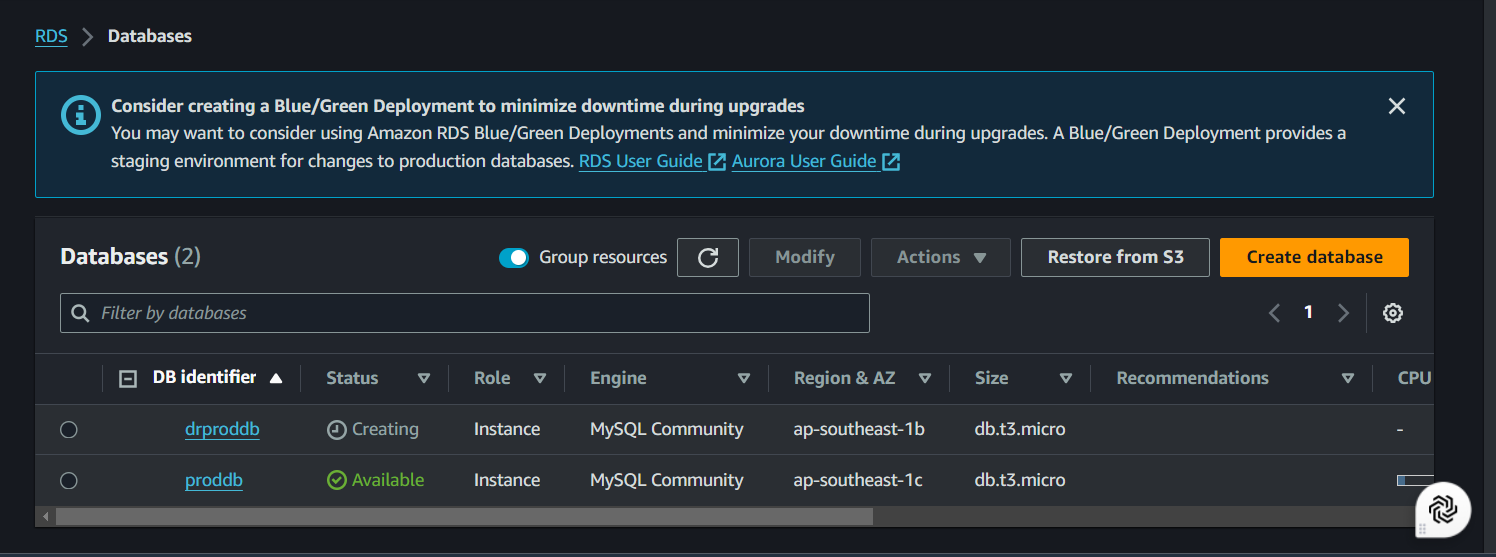 RDS > Databases
Consider creating a Blue/Green Deployment to minimize downtime during upgrades
You may want to consider using Amazon RDS Blue/Green Deployments and minimize your downtime during upgrades. A Blue/Green Deployment provides a
staging environment for changes to production databases. RDS User Guide Aurora User Guide
Databases (2) Group resources Modify Actions Restore from S3 Create database
Filter by databases 1
DB identifier Status Role Engine Region & AZ Size Recommendations CPU
drproddb Creating Instance MySQL Community ap-southeast-1b db.t3.micro -
proddb Available Instance MySQL Community ap-southeast-1c db.t3.micro